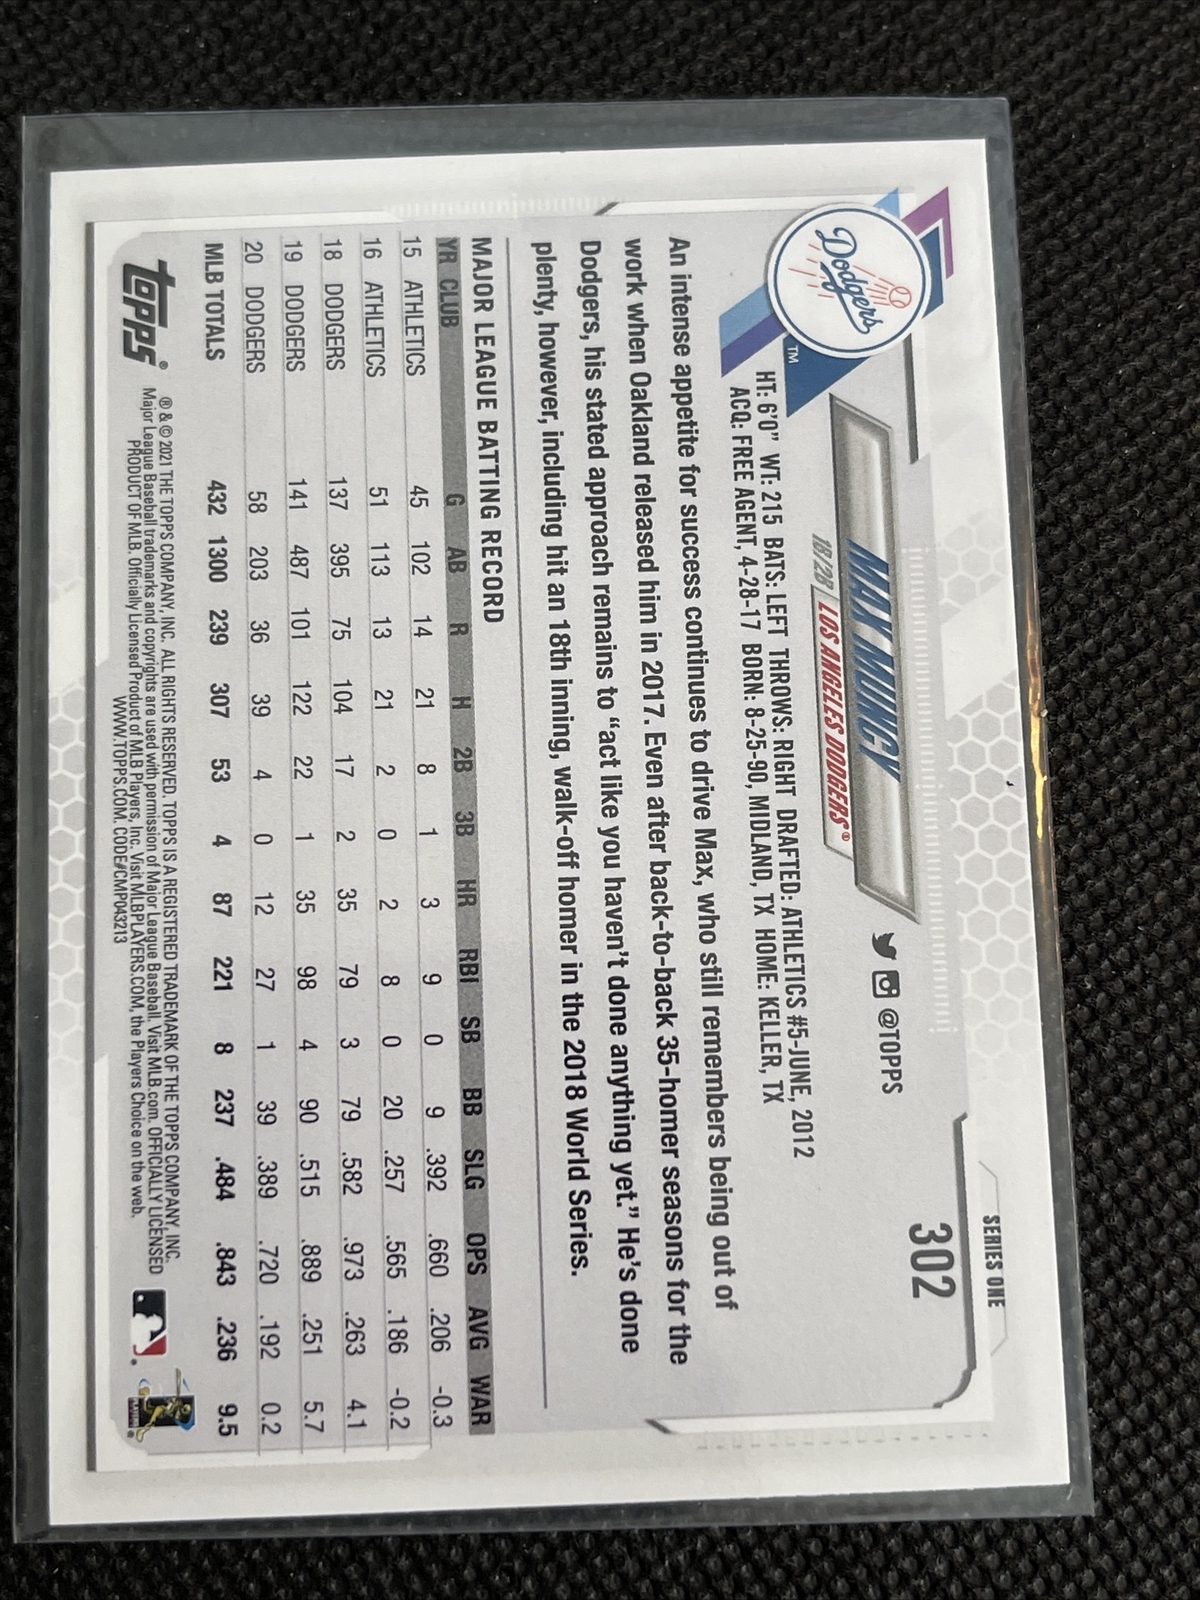 SERIES ONE
302
Dodgers
TM
MAX MUNCY
@TOPPS
1B/2B LOS ANGELES DODGERS®
HT: 6'0" WT: 215 BATS: LEFT THROWS: RIGHT DRAFTED: ATHLETICS #5-JUNE, 2012
ACQ: FREE AGENT, 4-28-17 BORN: 8-25-90, MIDLAND, TX HOME: KELLER, TX
An intense appetite for success continues to drive Max, who still remembers being out of
work when Oakland released him in 2017. Even after back-to-back 35-homer seasons for the
Dodgers, his stated approach remains to "act like you haven't done anything yet." He's done
plenty, however, including hit an 18th inning, walk-off homer in the 2018 World Series.
MAJOR LEAGUE BATTING RECORD
YR CLUB G AB R H 2B 3B HR RBI SB BB SLG OPS AVG WAR
15 ATHLETICS 45 102 14 21 8 1 3 9 0 9 .392 .660 .206 -0.3
16 ATHLETICS 51 113 13 21 2 0 2 8 0 20 .257 .565 .186 -0.2
18 DODGERS 137 395 75 104 17 2 35 79 3 79 .582 .973 .263 4.1
19 DODGERS 141 487 101 122 22 1 35 98 4 90 .515 .889 .251 5.7
20 DODGERS 58 203 36 39 4 0 12 27 1 39 .389 .720 .192 0.2
MLB TOTALS 432 1300 239 307 53 4 87 221 8 237 .484 .843 .236 9.5
topps®
® & © 2021 THE TOPPS COMPANY, INC. ALL RIGHTS RESERVED. TOPPS IS A REGISTERED TRADEMARK OF THE TOPPS COMPANY, INC.
Major League Baseball trademarks and copyrights are used with permission of Major League Baseball. Visit MLB.com. OFFICIALLY LICENSED
PRODUCT OF MLB. Officially Licensed Product of MLB Players, Inc. Visit MLBPLAYERS.COM, the Players Choice on the web.
WWW.TOPPS.COM. CODE#CMP043213